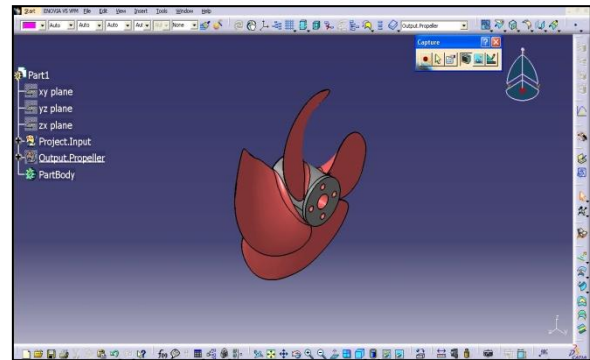 Start ENOVIA V5 VPM File Edit View Insert Tools Window Help
Auto Auto Auto Aut None Output.Propeller
Capture
Part1
xy plane
yz plane
zx plane
Project.Input
Output.Propeller
PartBody